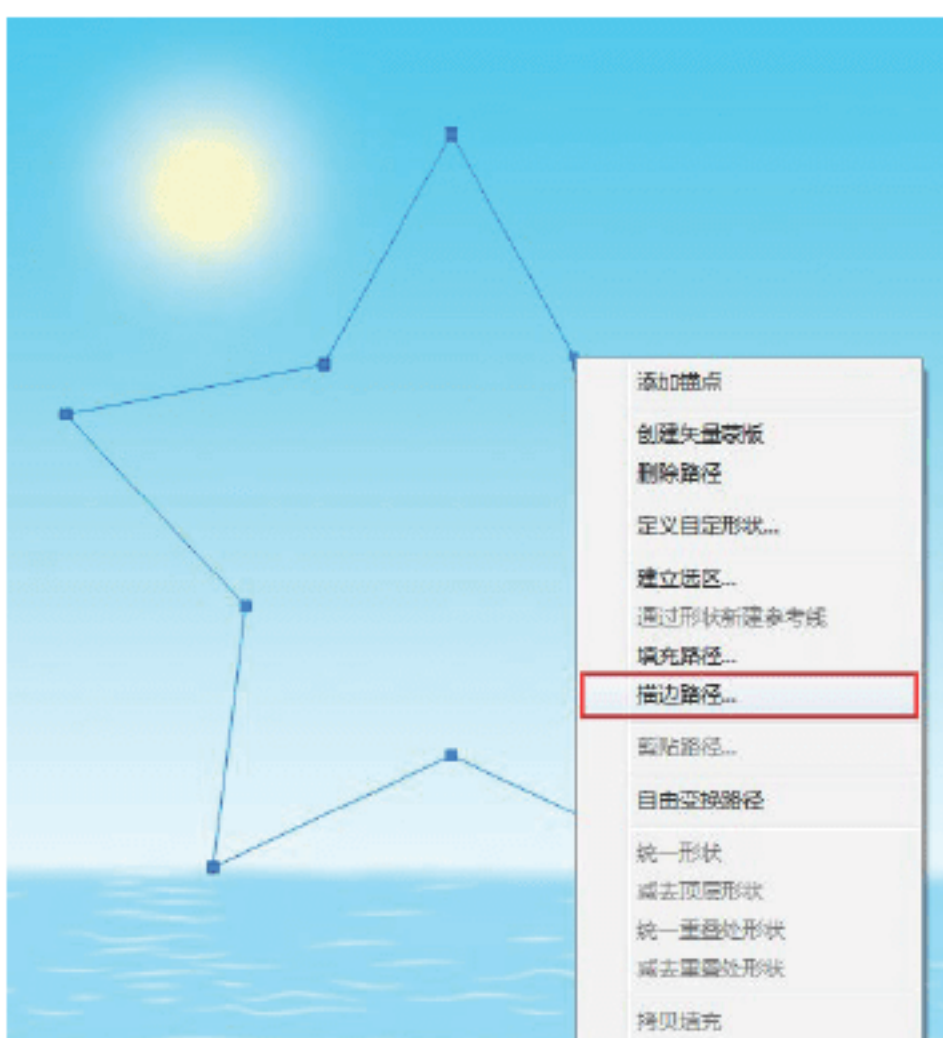 添加锚点
创建矢量蒙版
删除路径
定义自定形状...
建立选区...
通过形状新建参考线
填充路径...
描边路径...
剪贴路径...
自由变换路径
统一形状
减去顶层形状
统一重叠处形状
减去重叠处形状
拷贝填充